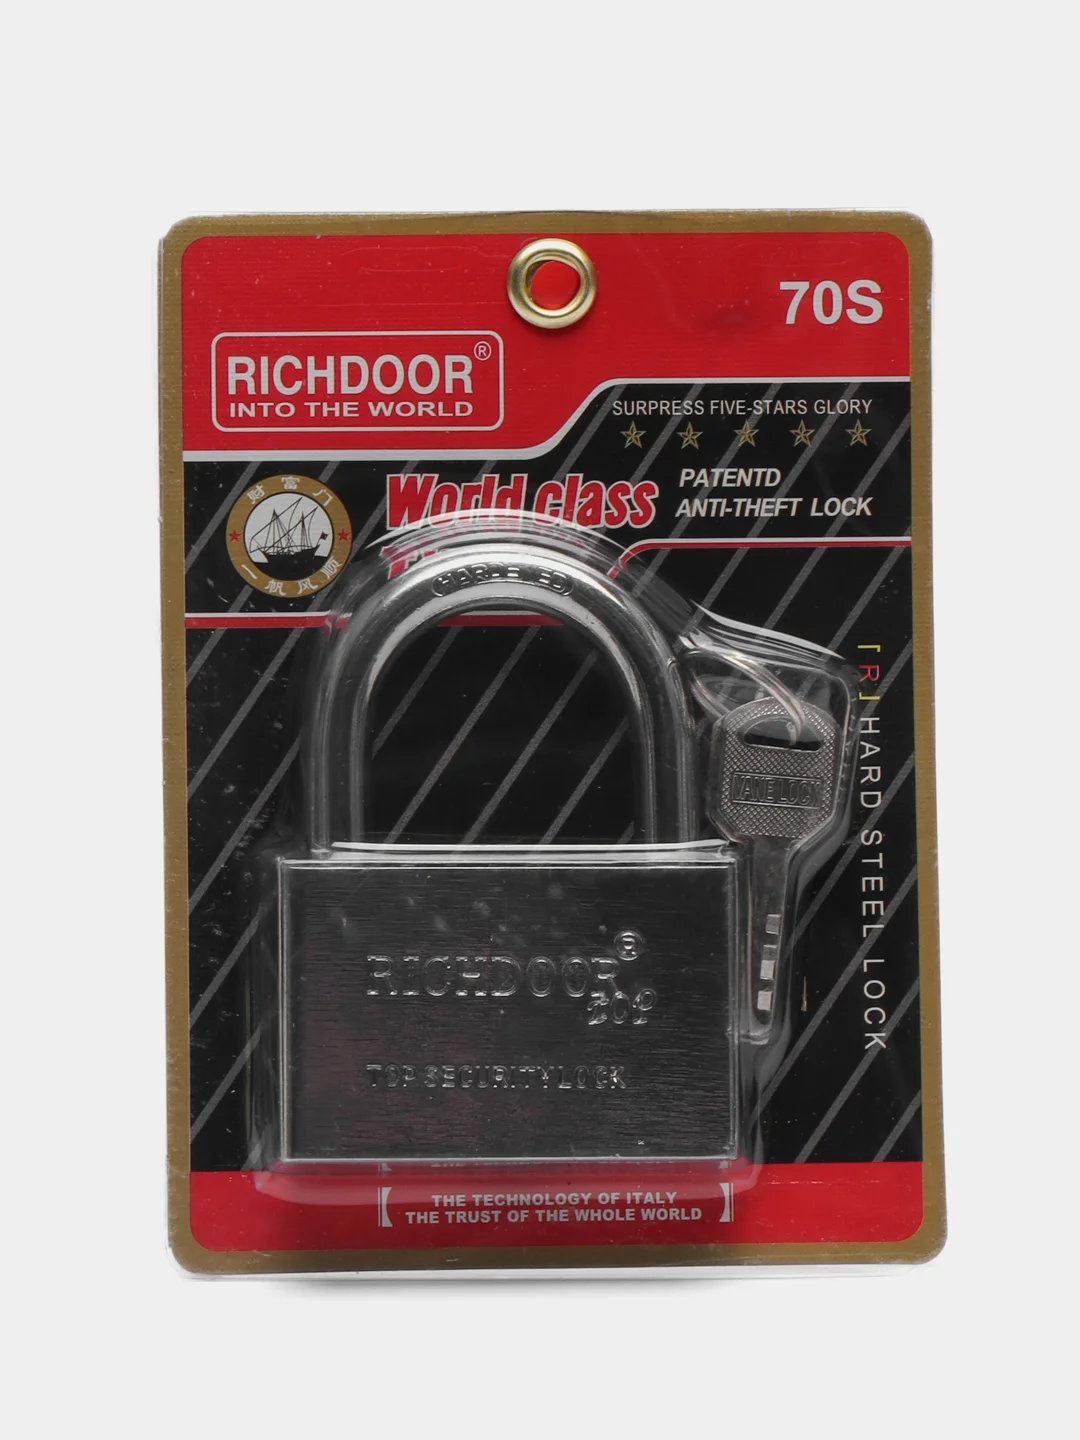 70S
RICHDOOR®
INTO THE WORLD
SURPRESS FIVE-STARS GLORY
World class
PATENTD
ANTI-THEFT LOCK
财富门
一帆风顺
HARDENED
[R] HARD STEEL LOCK
VANE LOCK
RICHDOOR®
TOP
TOP SECURITY LOCK
THE TECHNOLOGY OF ITALY
THE TRUST OF THE WHOLE WORLD